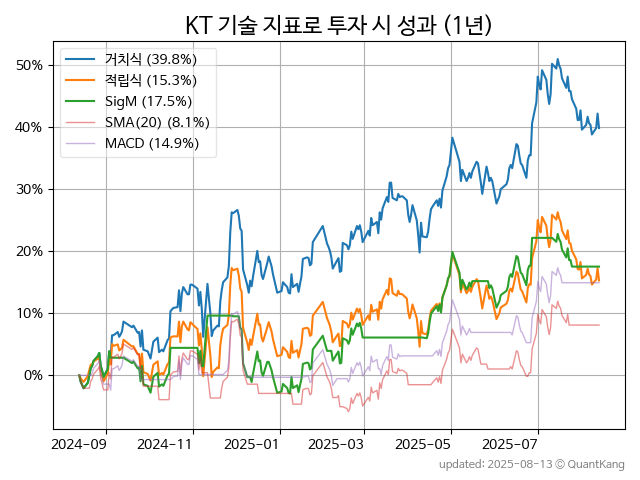 KT 기술 지표로 투자 시 성과 (1년)
거치식 (39.8%)
적립식 (15.3%)
SigM (17.5%)
SMA(20) (8.1%)
MACD (14.9%)
50%
40%
30%
20%
10%
0%
2024-09 2024-11 2025-01 2025-03 2025-05 2025-07
updated: 2025-08-13 © QuantKang